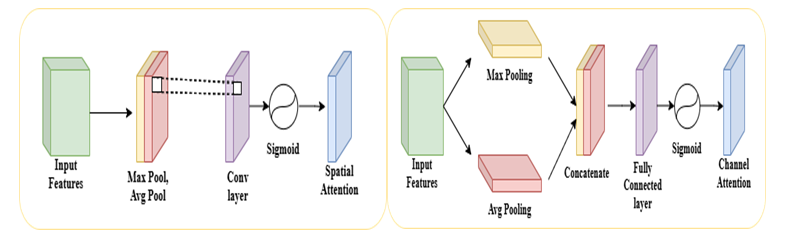 Input
Features
Max Pool,
Avg Pool
Conv
layer
Sigmoid
Spatial
Attention
Input
Features
Max Pooling
Avg Pooling
Concatenate
Fully
Connected
layer
Sigmoid
Channel
Attention